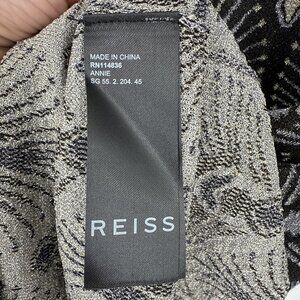 MADE IN CHINA
RN114836
ANNIE
SG 55. 2. 204. 45
REISS